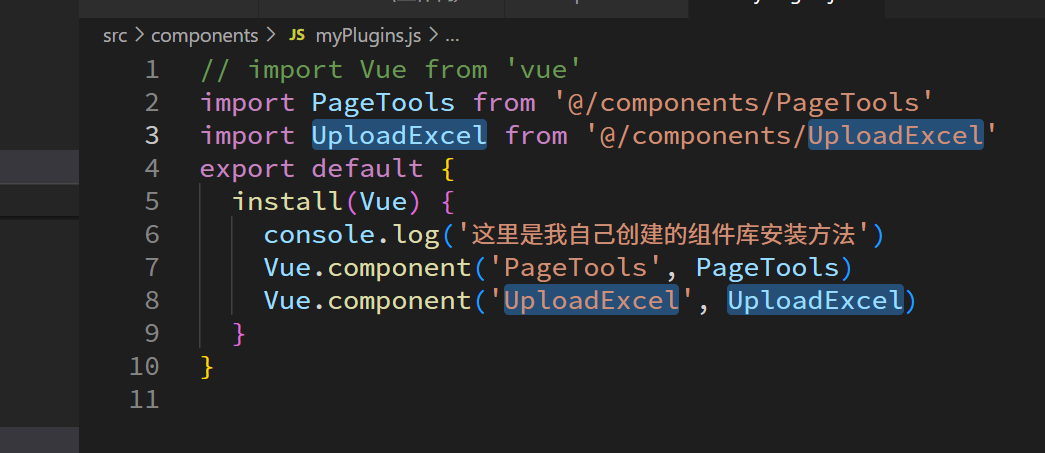 src > components > JS myPlugins.js > ...
1 // import Vue from 'vue'
2 import PageTools from '@/components/PageTools'
3 import UploadExcel from '@/components/UploadExcel'
4 export default {
5 install(Vue) {
6 console.log('这里是我自己创建的组件库安装方法')
7 Vue.component('PageTools', PageTools)
8 Vue.component('UploadExcel', UploadExcel)
9 }
10 }
11